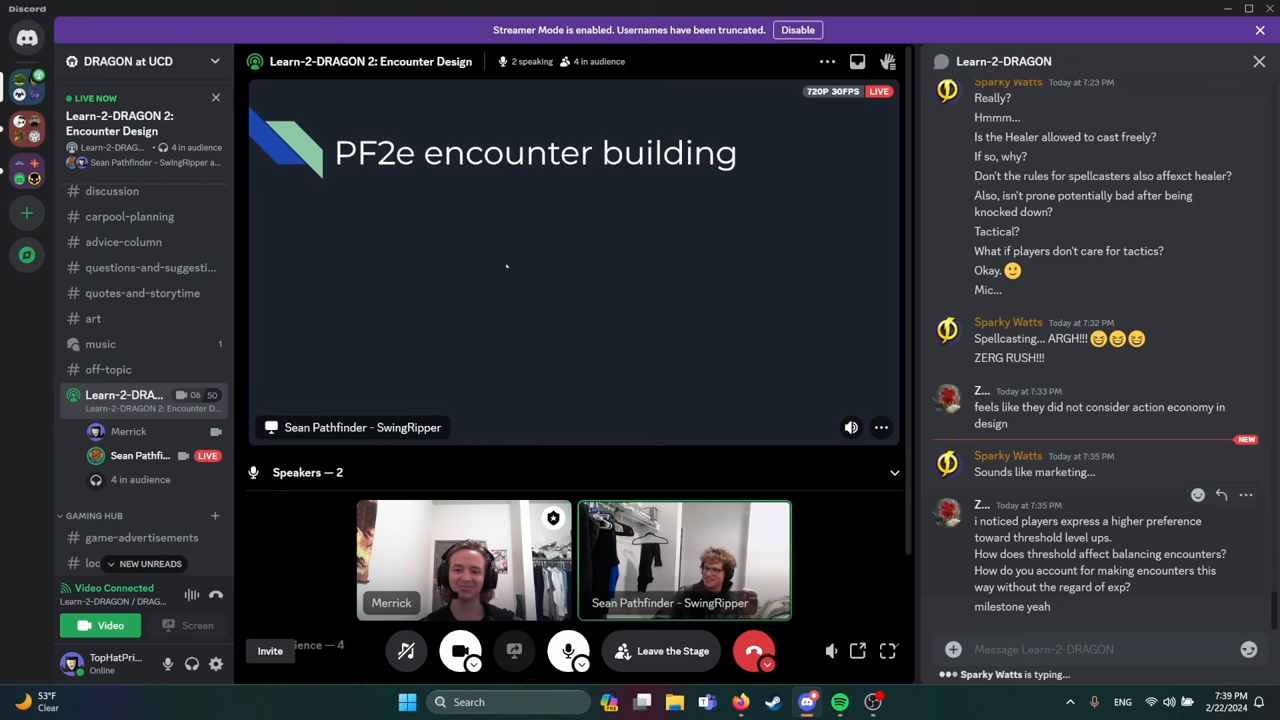 Discord
Streamer Mode is enabled. Usernames have been truncated.
Disable
DRAGON at UCD
LIVE NOW
Learn-2-DRAGON 2:
Encounter Design
Learn-2-DRAG...
4 in audience
Sean Pathfinder - SwingRipper a...
discussion
carpool-planning
advice-column
questions-and-suggesti...
quotes-and-storytime
art
music
1
off-topic
Learn-2-DRA...
06
50
Learn-2-DRAGON 2: Encounter D...
Merrick
Sean Pathfi...
LIVE
4 in audience
GAMING HUB
game-advertisements
loc
NEW UNREADS
Video Connected
Learn-2-DRAGON / DRAG...
Video
Screen
TopHatPri...
Online
Learn-2-DRAGON 2: Encounter Design
2 speaking
4 in audience
720P 30FPS
LIVE
PF2e encounter building
Sean Pathfinder - SwingRipper
Speakers — 2
Merrick
Sean Pathfinder - SwingRipper
Invite
ience — 4
Leave the Stage
Learn-2-DRAGON
Sparky Watts Today at 7:23 PM
Really?
Hmmm...
Is the Healer allowed to cast freely?
If so, why?
Don't the rules for spellcasters also affexct healer?
Also, isn't prone potentially bad after being
knocked down?
Tactical?
What if players don't care for tactics?
Okay. 🙂
Mic...
Sparky Watts Today at 7:32 PM
Spellcasting... ARGH!!! 😆😆😆
ZERG RUSH!!!
Z... Today at 7:33 PM
feels like they did not consider action economy in
design
NEW
Sparky Watts Today at 7:35 PM
Sounds like marketing...
Z... Today at 7:35 PM
i noticed players express a higher preference
toward threshold level ups.
How does threshold affect balancing encounters?
How do you account for making encounters this
way without the regard of exp?
milestone yeah
Message Learn-2-DRAGON
Sparky Watts is typing...
53°F
Clear
Search
PRE
ENG
7:39 PM
2/22/2024